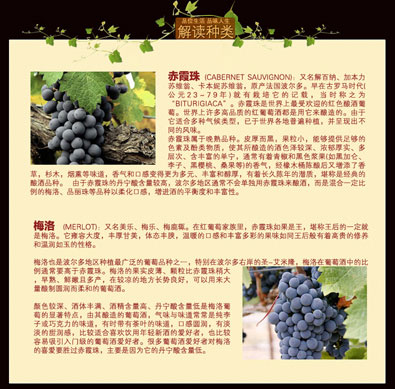 品位生活 品味人生
解读种类
赤霞珠 (CABERNET SAUVIGNON)：又名解百纳、加本力
苏维翁、卡本妮苏维翁，原产法国波尔多。早在古罗马时代(
公元23－79年)就有栽培它的记载，当时称之为
“BITURIGIACA”。赤霞珠是世界上最受欢迎的红色酿酒葡
萄。世界上许多高品质的红葡萄酒都是用它来酿造的。由于
它适合多种气候类型，已于世界各地普遍种植，并呈现出不
同的风味。
赤霞珠属于晚熟品种。皮厚而黑，果粒小，能够提供足够的
色素及酚类物质，使其所酿造的酒色泽较深、浓郁厚实、多
层次、含丰富的单宁，通常有着青椒和黑色浆果(如黑加仑、
李子、黑樱桃、桑果等)的香气，经橡木桶陈酿后又增添了香
草，杉木，烟熏等味道，香气和口感变得更为多元、丰富和醇厚，有着长久陈年的潜质，堪称是经典的
酿酒品种。 由于赤霞珠的丹宁酸含量较高，波尔多地区通常不会单独用赤霞珠来酿酒，而是混合一定比
例的梅洛、品丽珠等品种以柔化口感，增进酒的平衡度和丰富性。
梅洛 (MERLOT)：又名美乐、梅乐、梅鹿辄。在红葡萄家族里，赤霞珠如果是王，堪称王后的一定就
是梅洛。它雍容大度，丰厚甘美，体态丰腴，温暖的口感和丰富多彩的果味如同王后般有着高贵的修养
和温润如玉的性格。
梅洛也是波尔多地区种植最广泛的葡萄品种之一，特别在波尔多右岸的圣-艾米隆，梅洛在葡萄酒中的比
例通常要高于赤霞珠。梅洛的果实皮薄、颗粒比赤霞珠稍大
，早熟、鲜嫩且多产，在较凉的地方长势良好，可以用来大
量酿制圆润而柔和的葡萄酒。
颜色较深、酒体丰满、酒精含量高、丹宁酸含量低是梅洛葡
萄的显著特点，由其酿造的葡萄酒，气味与滋味常常是纯李
子或巧克力的味道，有时带有茶叶的味道，口感圆润，有淡
淡的甜润感，比较适合喜欢饮用年轻新酒的爱好者，也比较
容易吸引入门级的葡萄酒爱好者。很多葡萄酒爱好者对梅洛
的喜爱要胜过赤霞珠，主要是因为它的丹宁酸含量低。